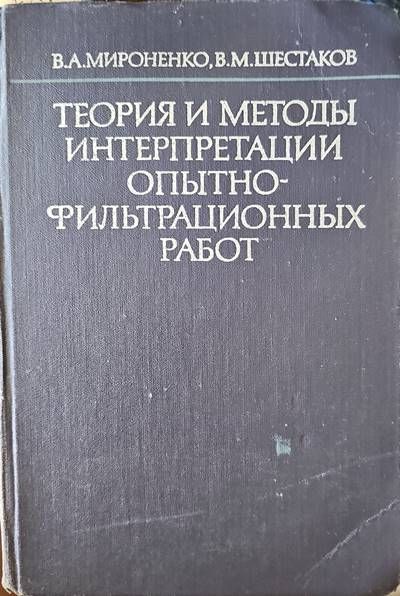 В.А.МИРОНЕНКО, В.М.ШЕСТАКОВ
ТЕОРИЯ И МЕТОДЫ
ИНТЕРПРЕТАЦИИ
ОПЫТНО-
ФИЛЬТРАЦИОННЫХ
РАБОТ